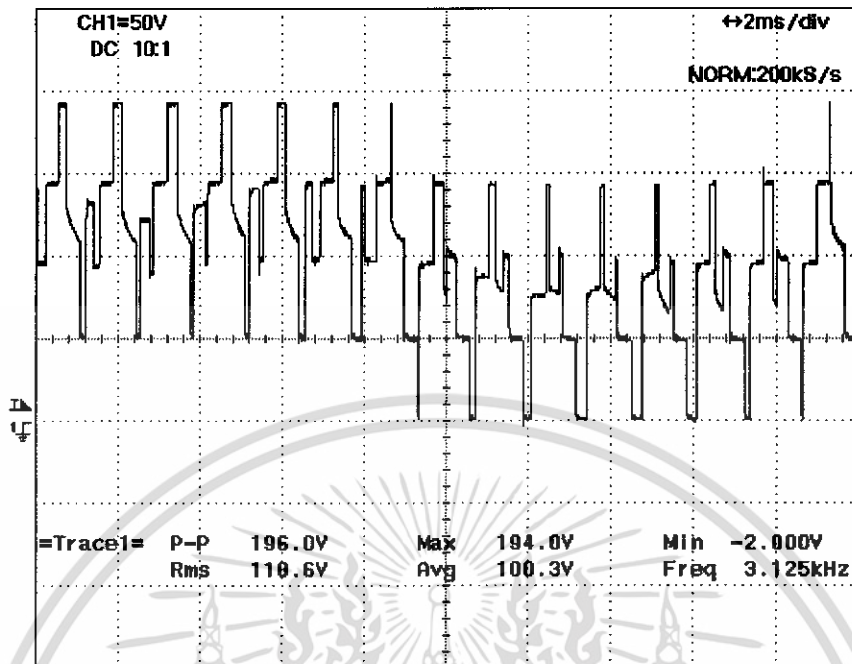 CH1=50V ↔2ms/div
DC 10:1
NORM:200kS/s
=Trace1= P-P 196.0V Max 194.0V Min -2.000V
Rms 110.6V Avg 100.3V Freq 3.125kHz